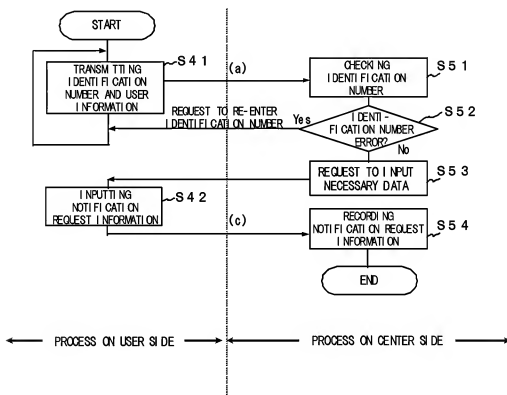 START
S41
TRANSMTTING
IDENTIFICATION
NUMBER AND USER
INFORMATION
(a)
CHECKING
IDENTIFICATION
NUMBER
S51
REQUEST TO RE-ENTER
IDENTIFICATION NUMBER
Yes
IDENTI-
FICATION NUMBER
ERROR?
S52
No
REQUEST TO INPUT
NECESSARY DATA
S53
INPUTTING
NOTIFICATION
REQUEST INFORMATION
S42
(c)
RECORDING
NOTIFICATION REQUEST
INFORMATION
S54
END
PROCESS ON USER SIDE
PROCESS ON CENTER SIDE